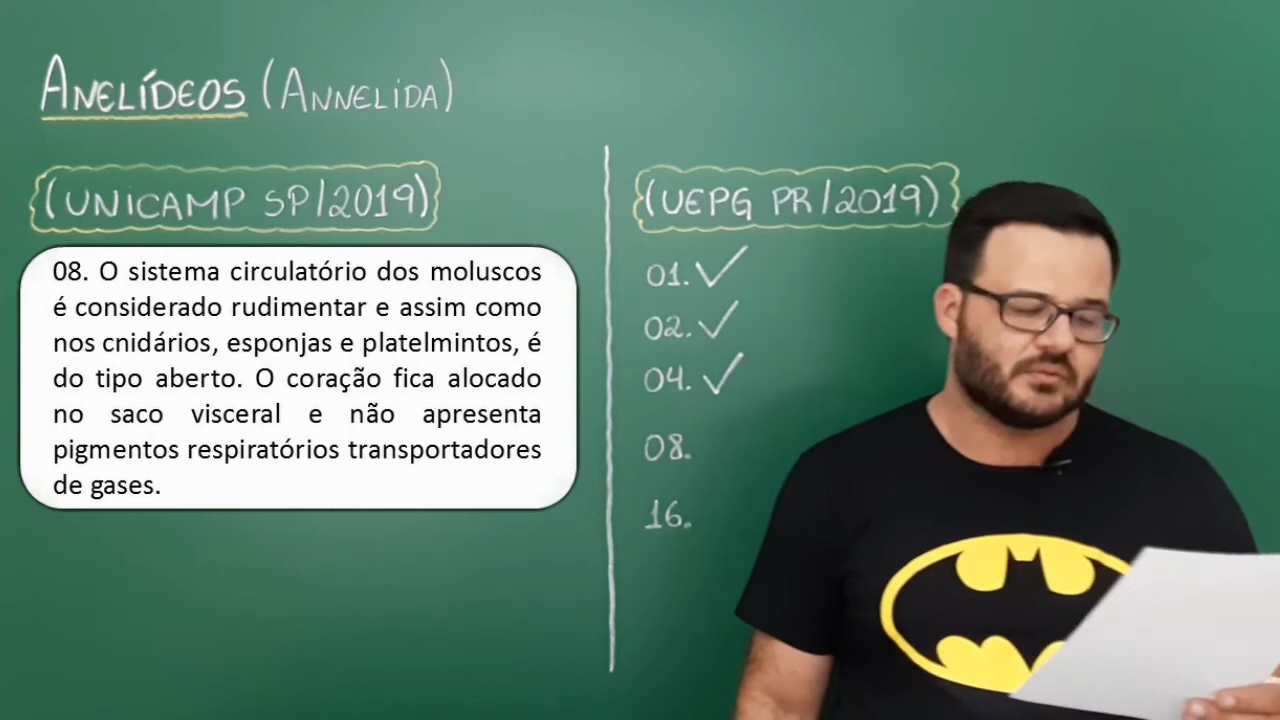 ANELÍDEOS (ANNELIDA)
(UNICAMP SP/2019)
08. O sistema circulatório dos moluscos
é considerado rudimentar e assim como
nos cnidários, esponjas e platelmintos, é
do tipo aberto. O coração fica alocado
no saco visceral e não apresenta
pigmentos respiratórios transportadores
de gases.
(UEPG PR/2019)
01. ✓
02. ✓
04. ✓
08.
16.